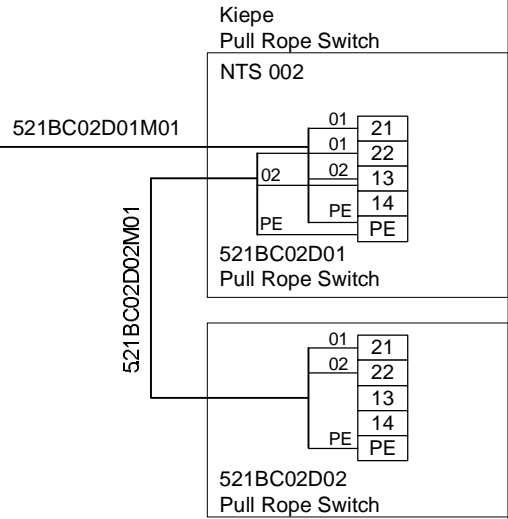 Kiepe
Pull Rope Switch
NTS 002
521BC02D01M01
01 21
01 22
02 02 13
14
PE PE
PE
521BC02D01
Pull Rope Switch
521BC02D02M01
01 21
02 22
13
14
PE PE
521BC02D02
Pull Rope Switch